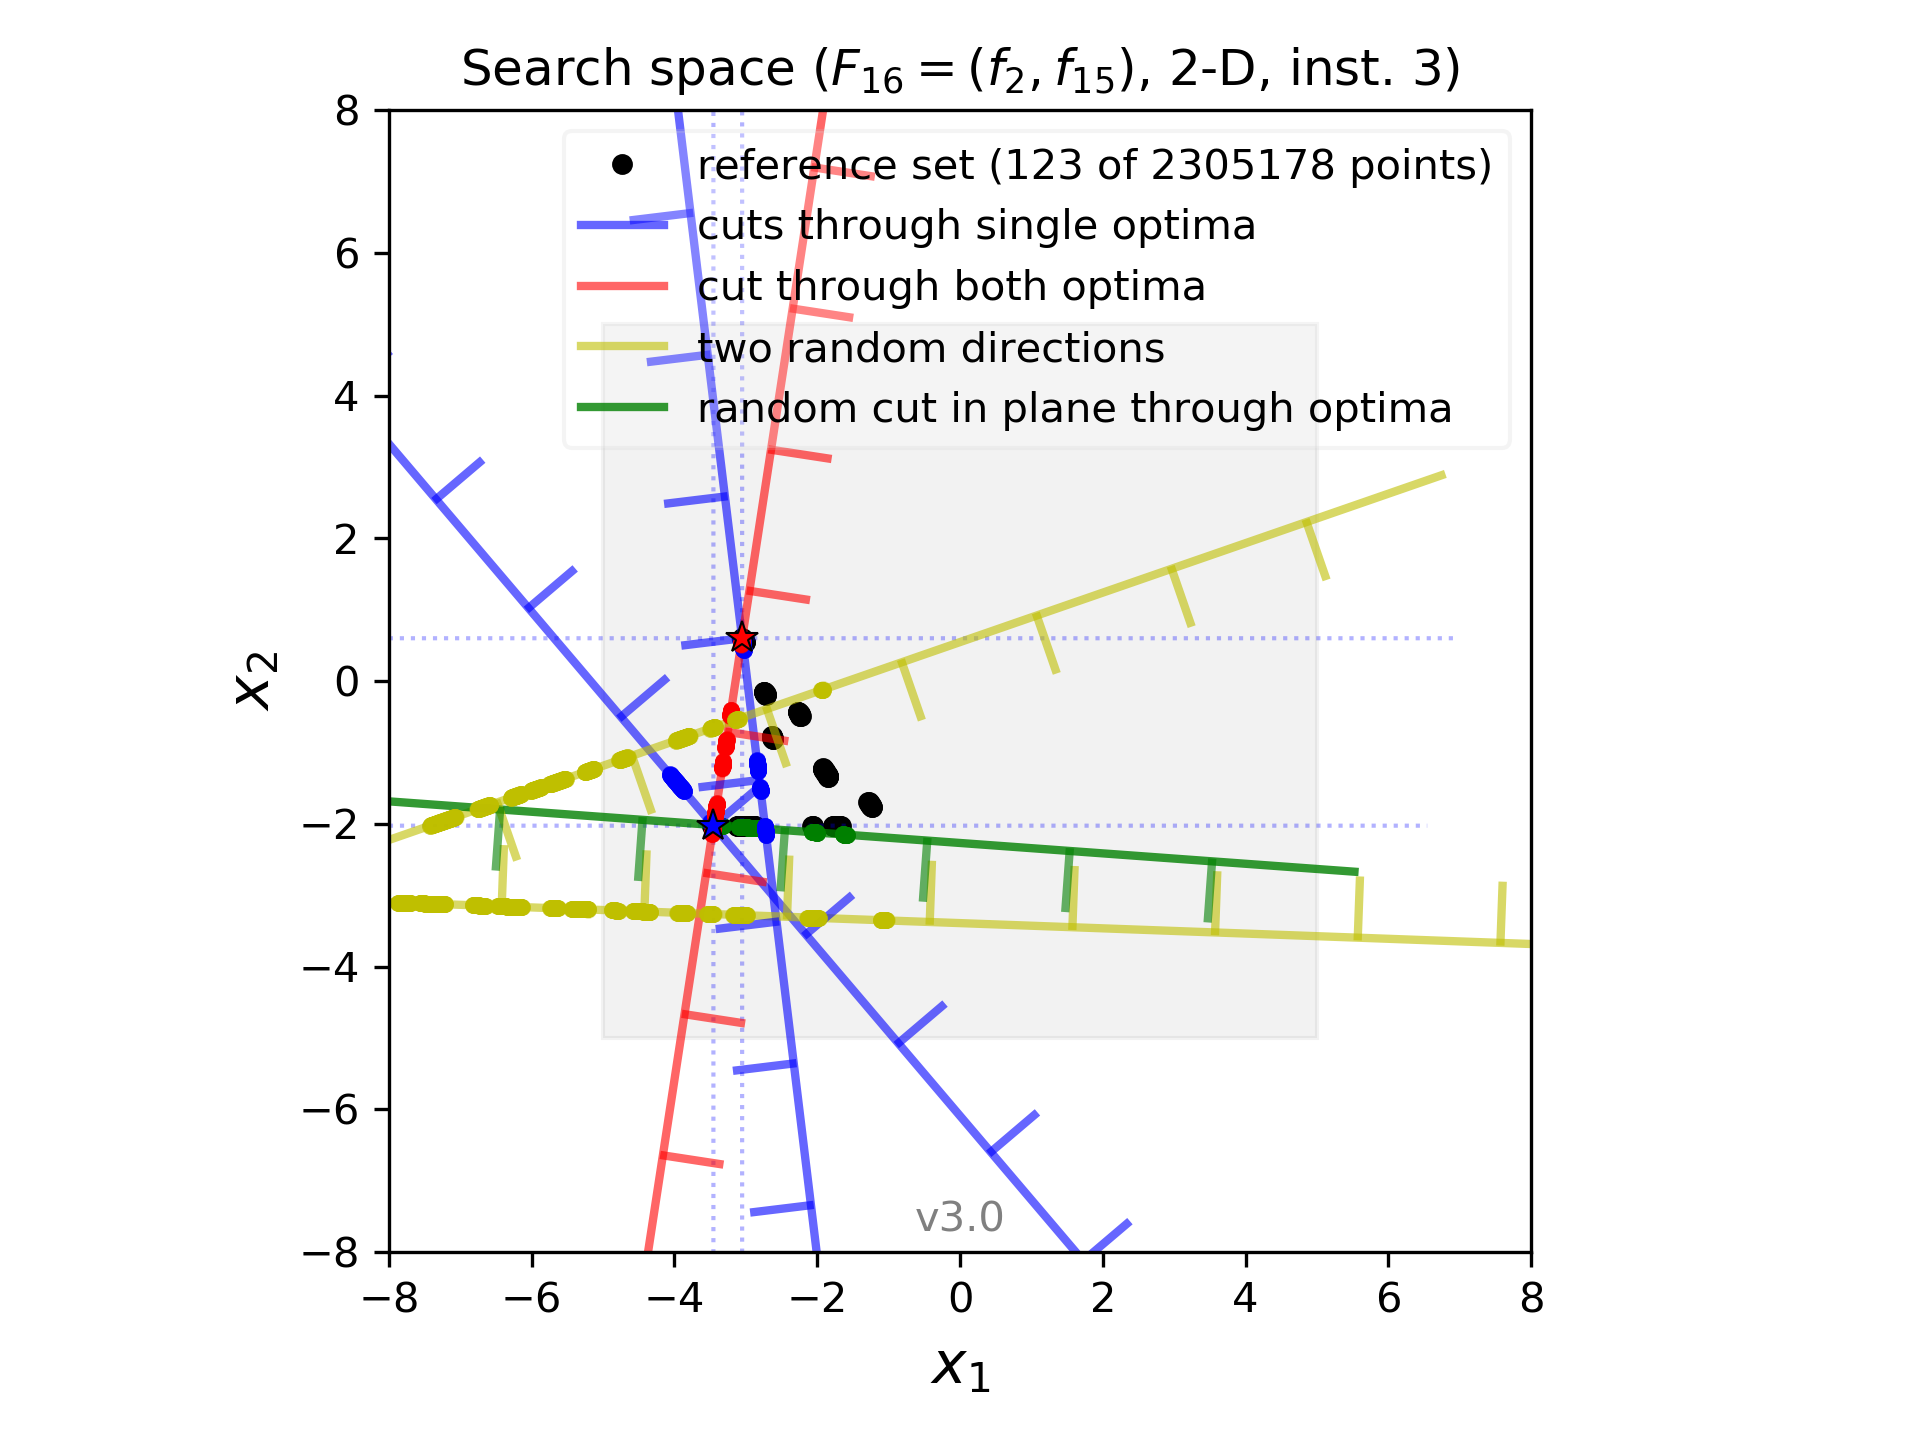 Search space (F16 = (f2, f15), 2-D, inst. 3)
reference set (123 of 2305178 points)
cuts through single optima
cut through both optima
two random directions
random cut in plane through optima
8
6
4
2
0
−2
−4
−6
−8
x2
v3.0
−8 −6 −4 −2 0 2 4 6 8
x1